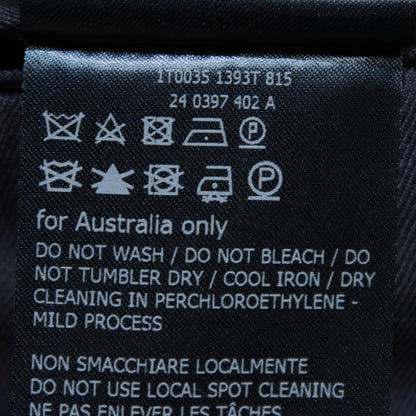 1T0035 1393T 815
24 0397 402 A
P
P
for Australia only
DO NOT WASH / DO NOT BLEACH / DO
NOT TUMBLER DRY / COOL IRON / DRY
CLEANING IN PERCHLOROETHYLENE -
MILD PROCESS
NON SMACCHIARE LOCALMENTE
DO NOT USE LOCAL SPOT CLEANING
NE PAS ENLEVER LES TÂCHES